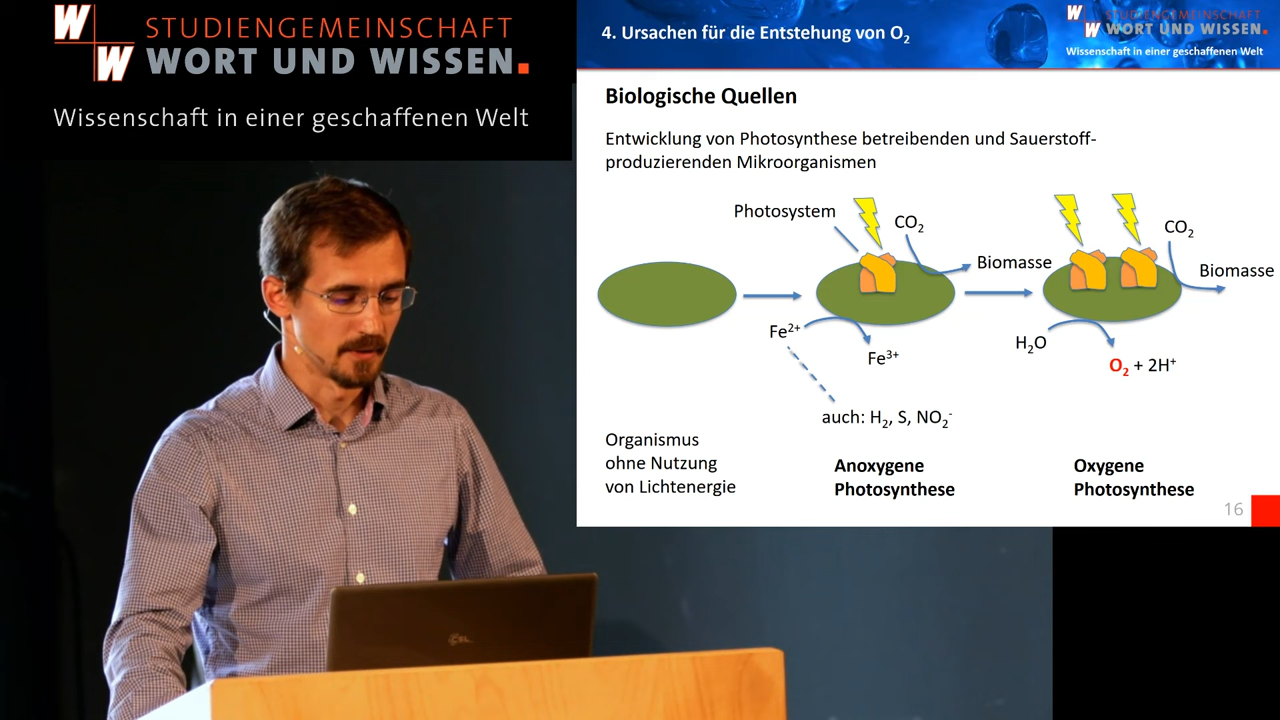 W
W
STUDIENGEMEINSCHAFT
WORT UND WISSEN.
Wissenschaft in einer geschaffenen Welt
4. Ursachen für die Entstehung von O₂
W
W
STUDIENGEMEINSCHAFT
WORT UND WISSEN.
Wissenschaft in einer geschaffenen Welt
Biologische Quellen
Entwicklung von Photosynthese betreibenden und Sauerstoff-
produzierenden Mikroorganismen
Photosystem
CO₂
Biomasse
Fe²⁺
Fe³⁺
auch: H₂, S, NO₂⁻
CO₂
Biomasse
H₂O
O₂ + 2H⁺
Organismus
ohne Nutzung
von Lichtenergie
Anoxygene
Photosynthese
Oxygene
Photosynthese
16